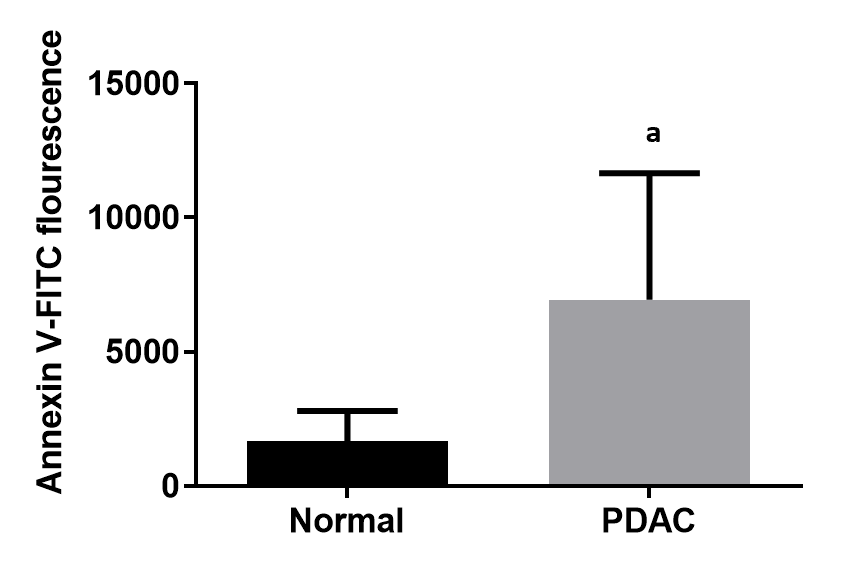 Annexin V-FITC flourescence
15000
a
10000
5000
0
Normal PDAC